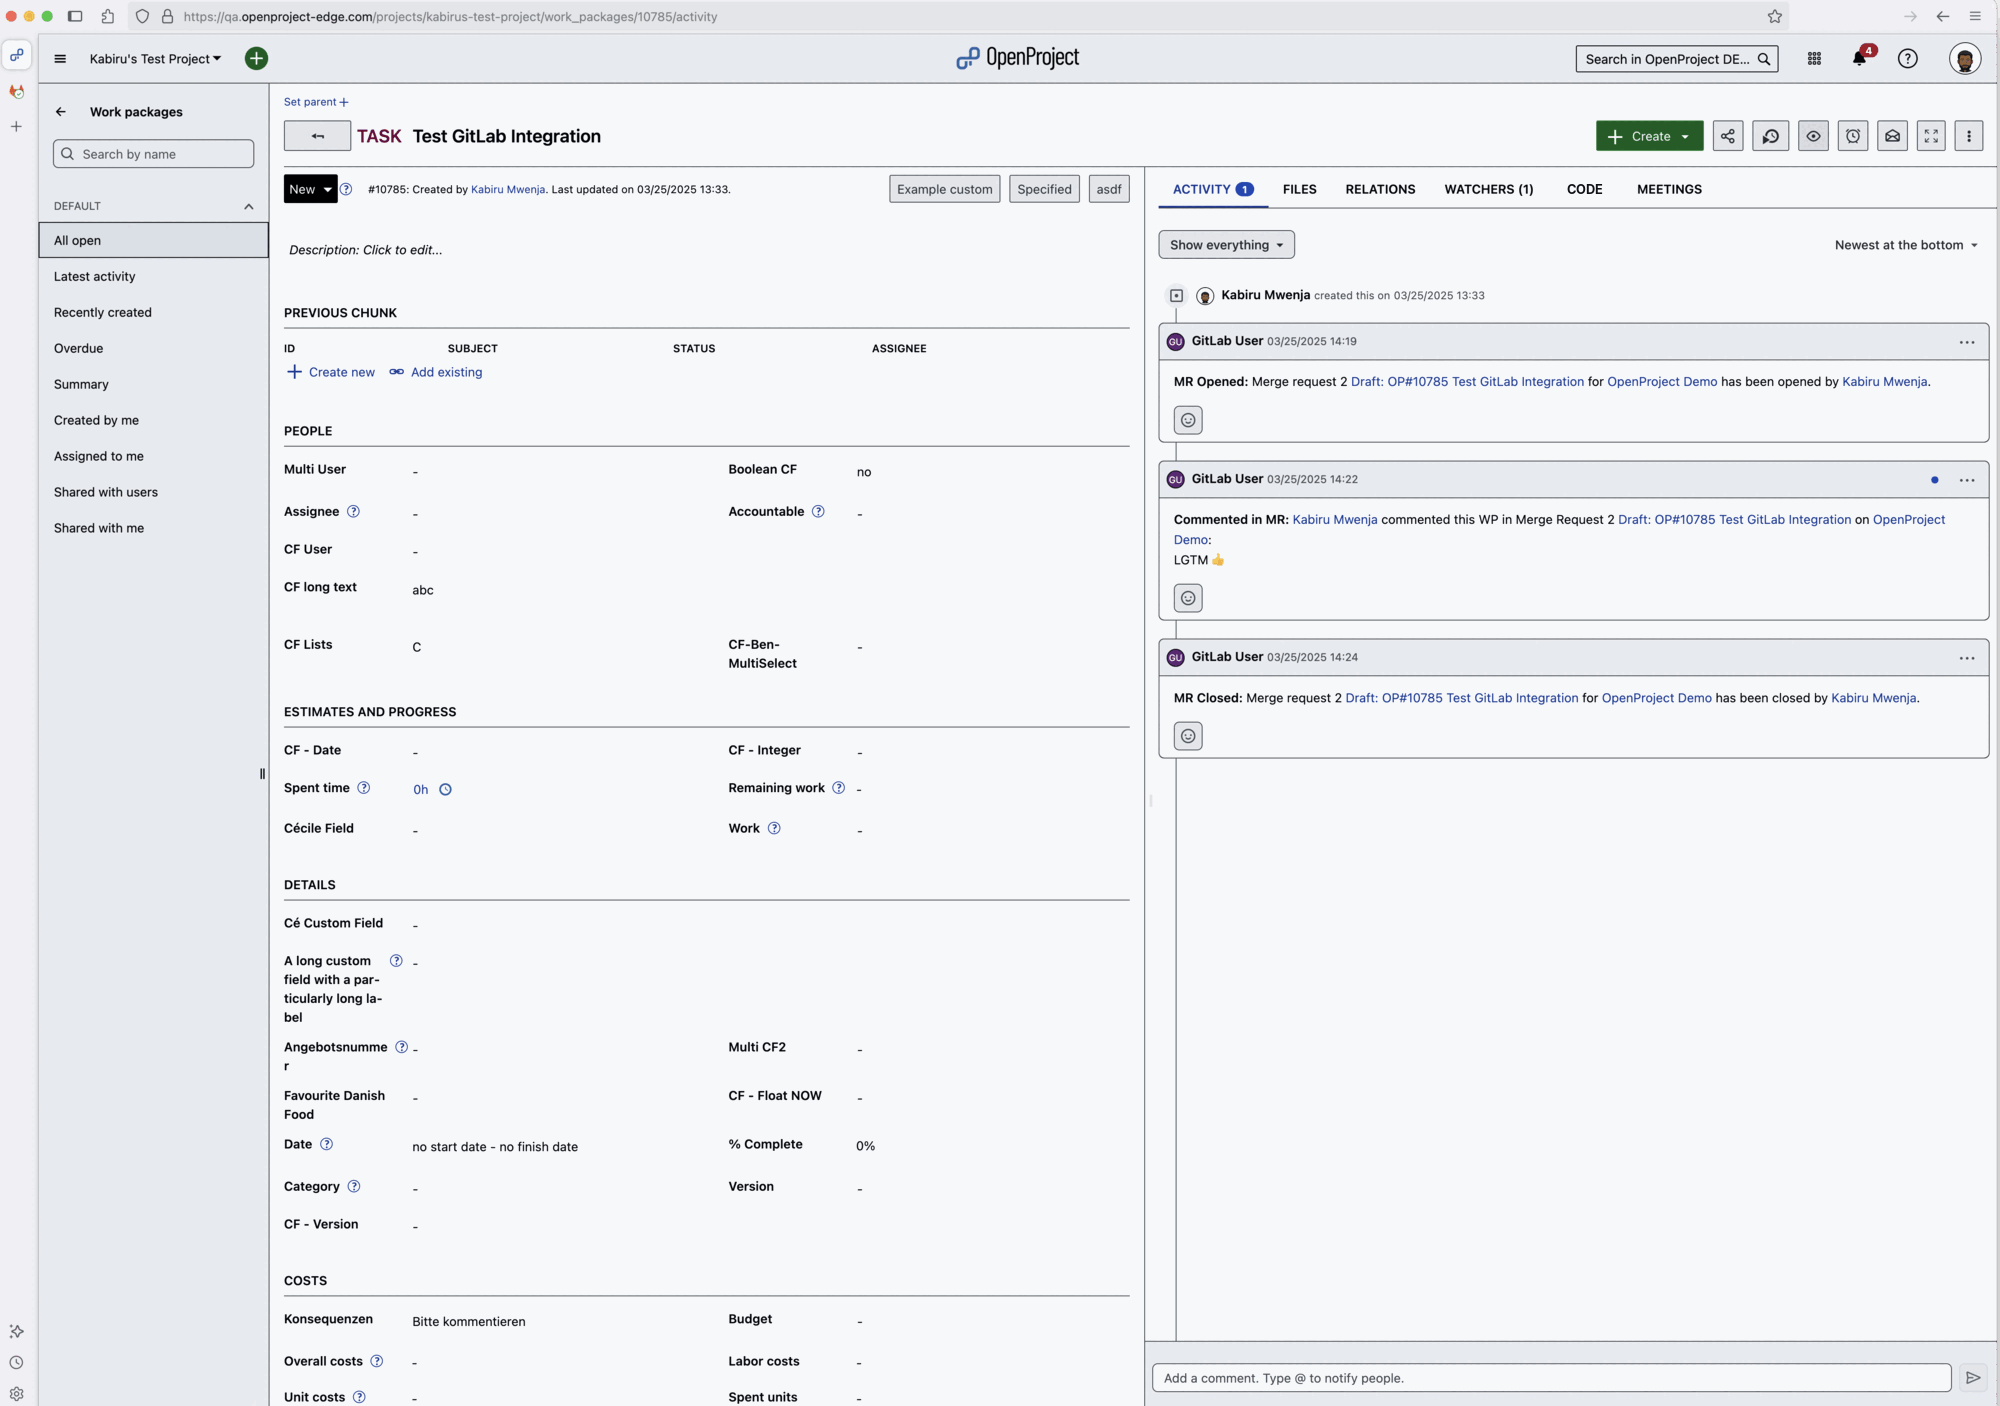 https://qa.openproject-edge.com/projects/kabirus-test-project/work_packages/10785/activity
Kabiru's Test Project
OpenProject
Search in OpenProject DE...
4
Work packages
Search by name
DEFAULT
All open
Latest activity
Recently created
Overdue
Summary
Created by me
Assigned to me
Shared with users
Shared with me
Set parent +
TASK Test GitLab Integration
Create
New
#10785: Created by Kabiru Mwenja. Last updated on 03/25/2025 13:33.
Example custom
Specified
asdf
Description: Click to edit...
PREVIOUS CHUNK
ID SUBJECT STATUS ASSIGNEE
Create new Add existing
PEOPLE
Multi User -
Boolean CF no
Assignee -
Accountable -
CF User -
CF long text abc
CF Lists C
CF-Ben-
MultiSelect -
ESTIMATES AND PROGRESS
CF - Date -
CF - Integer -
Spent time 0h
Remaining work -
Cécile Field -
Work -
DETAILS
Cé Custom Field -
A long custom -
field with a par-
ticularly long la-
bel
Angebotsnumme -
r
Multi CF2 -
Favourite Danish -
Food
CF - Float NOW -
Date no start date - no finish date
% Complete 0%
Category -
Version -
CF - Version -
COSTS
Konsequenzen Bitte kommentieren
Budget -
Overall costs -
Labor costs -
Unit costs -
Spent units -
ACTIVITY 1 FILES RELATIONS WATCHERS (1) CODE MEETINGS
Show everything
Newest at the bottom
Kabiru Mwenja created this on 03/25/2025 13:33
GU GitLab User 03/25/2025 14:19
MR Opened: Merge request 2 Draft: OP#10785 Test GitLab Integration for OpenProject Demo has been opened by Kabiru Mwenja.
GU GitLab User 03/25/2025 14:22
Commented in MR: Kabiru Mwenja commented this WP in Merge Request 2 Draft: OP#10785 Test GitLab Integration on OpenProject
Demo:
LGTM 👍
GU GitLab User 03/25/2025 14:24
MR Closed: Merge request 2 Draft: OP#10785 Test GitLab Integration for OpenProject Demo has been closed by Kabiru Mwenja.
Add a comment. Type @ to notify people.